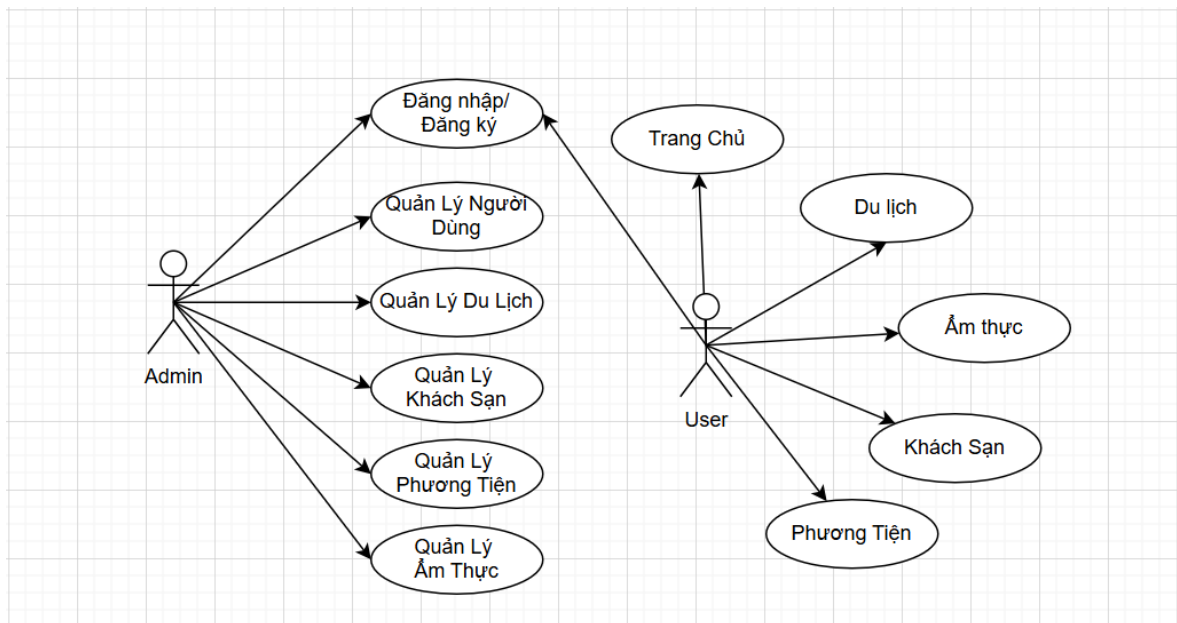 Đăng nhập/
Đăng ký
Trang Chủ
Quản Lý Người
Dùng
Du lịch
Quản Lý Du Lịch
Ẩm thực
Admin
Quản Lý
Khách Sạn
User
Khách Sạn
Quản Lý
Phương Tiện
Phương Tiện
Quản Lý
Ẩm Thực